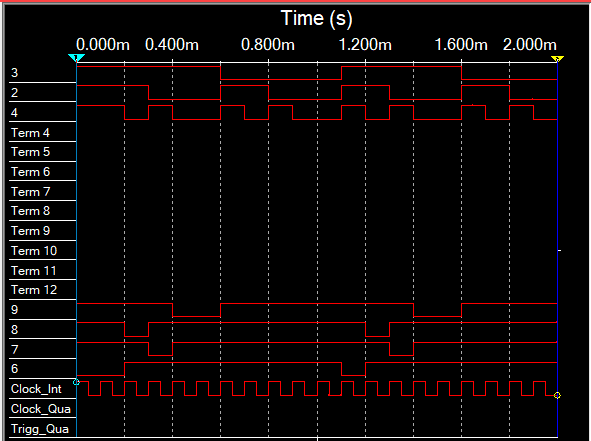 Time (s)
0.000m 0.400m 0.800m 1.200m 1.600m 2.000m
1
3
2
4
Term 4
Term 5
Term 6
Term 7
Term 8
Term 9
Term 10
Term 11
Term 12
9
8
7
6
Clock_Int
Clock_Qua
Trigg_Qua